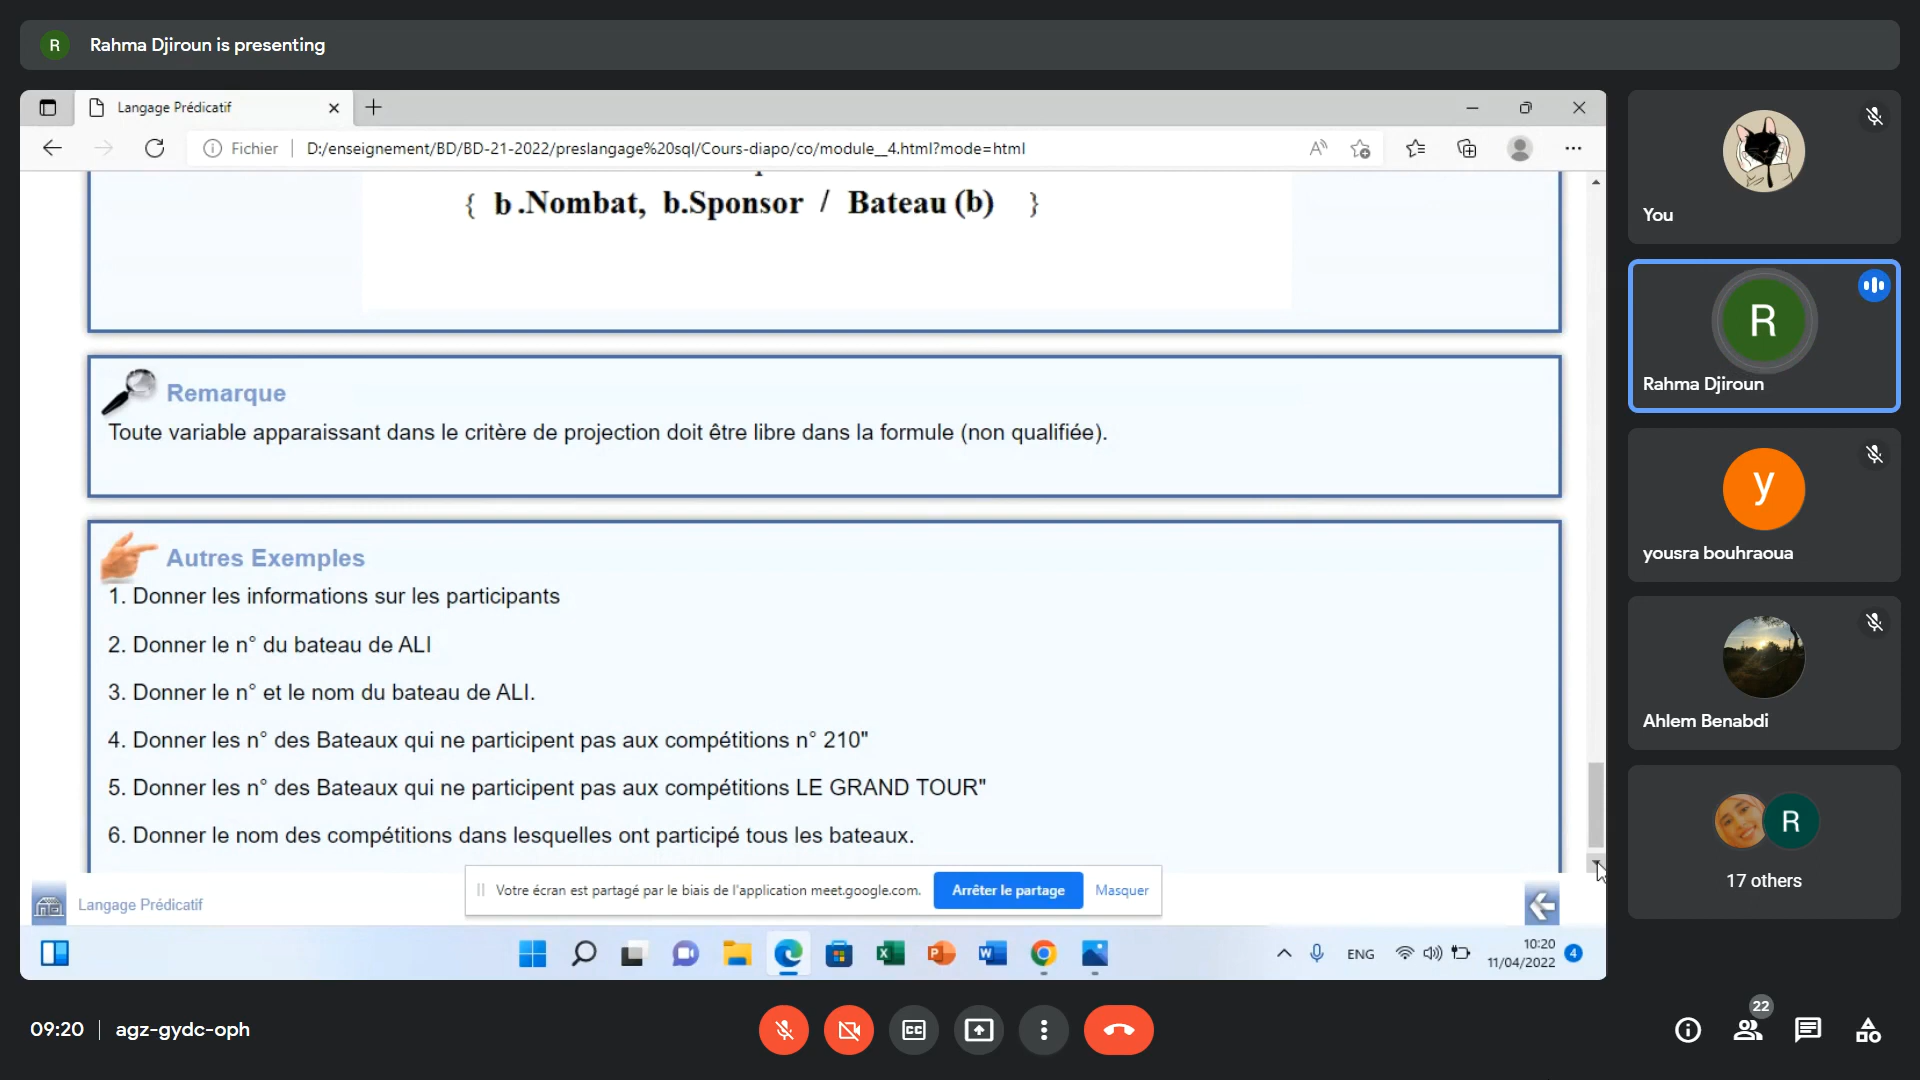 R Rahma Djiroun is presenting
Langage Prédicatif
Fichier D:/enseignement/BD/BD-21-2022/preslangage%20sql/Cours-diapo/co/module__4.html?mode=html
{ b.Nombat, b.Sponsor / Bateau (b) }
Remarque
Toute variable apparaissant dans le critère de projection doit être libre dans la formule (non qualifiée).
Autres Exemples
1. Donner les informations sur les participants
2. Donner le n° du bateau de ALI
3. Donner le n° et le nom du bateau de ALI.
4. Donner les n° des Bateaux qui ne participent pas aux compétitions n° 210"
5. Donner les n° des Bateaux qui ne participent pas aux compétitions LE GRAND TOUR"
6. Donner le nom des compétitions dans lesquelles ont participé tous les bateaux.
Votre écran est partagé par le biais de l'application meet.google.com. Arrêter le partage Masquer
Langage Prédicatif
ENG
10:20
11/04/2022
4
You
R
Rahma Djiroun
y
yousra bouhraoua
Ahlem Benabdi
R
17 others
09:20 | agz-gydc-oph
CC
22